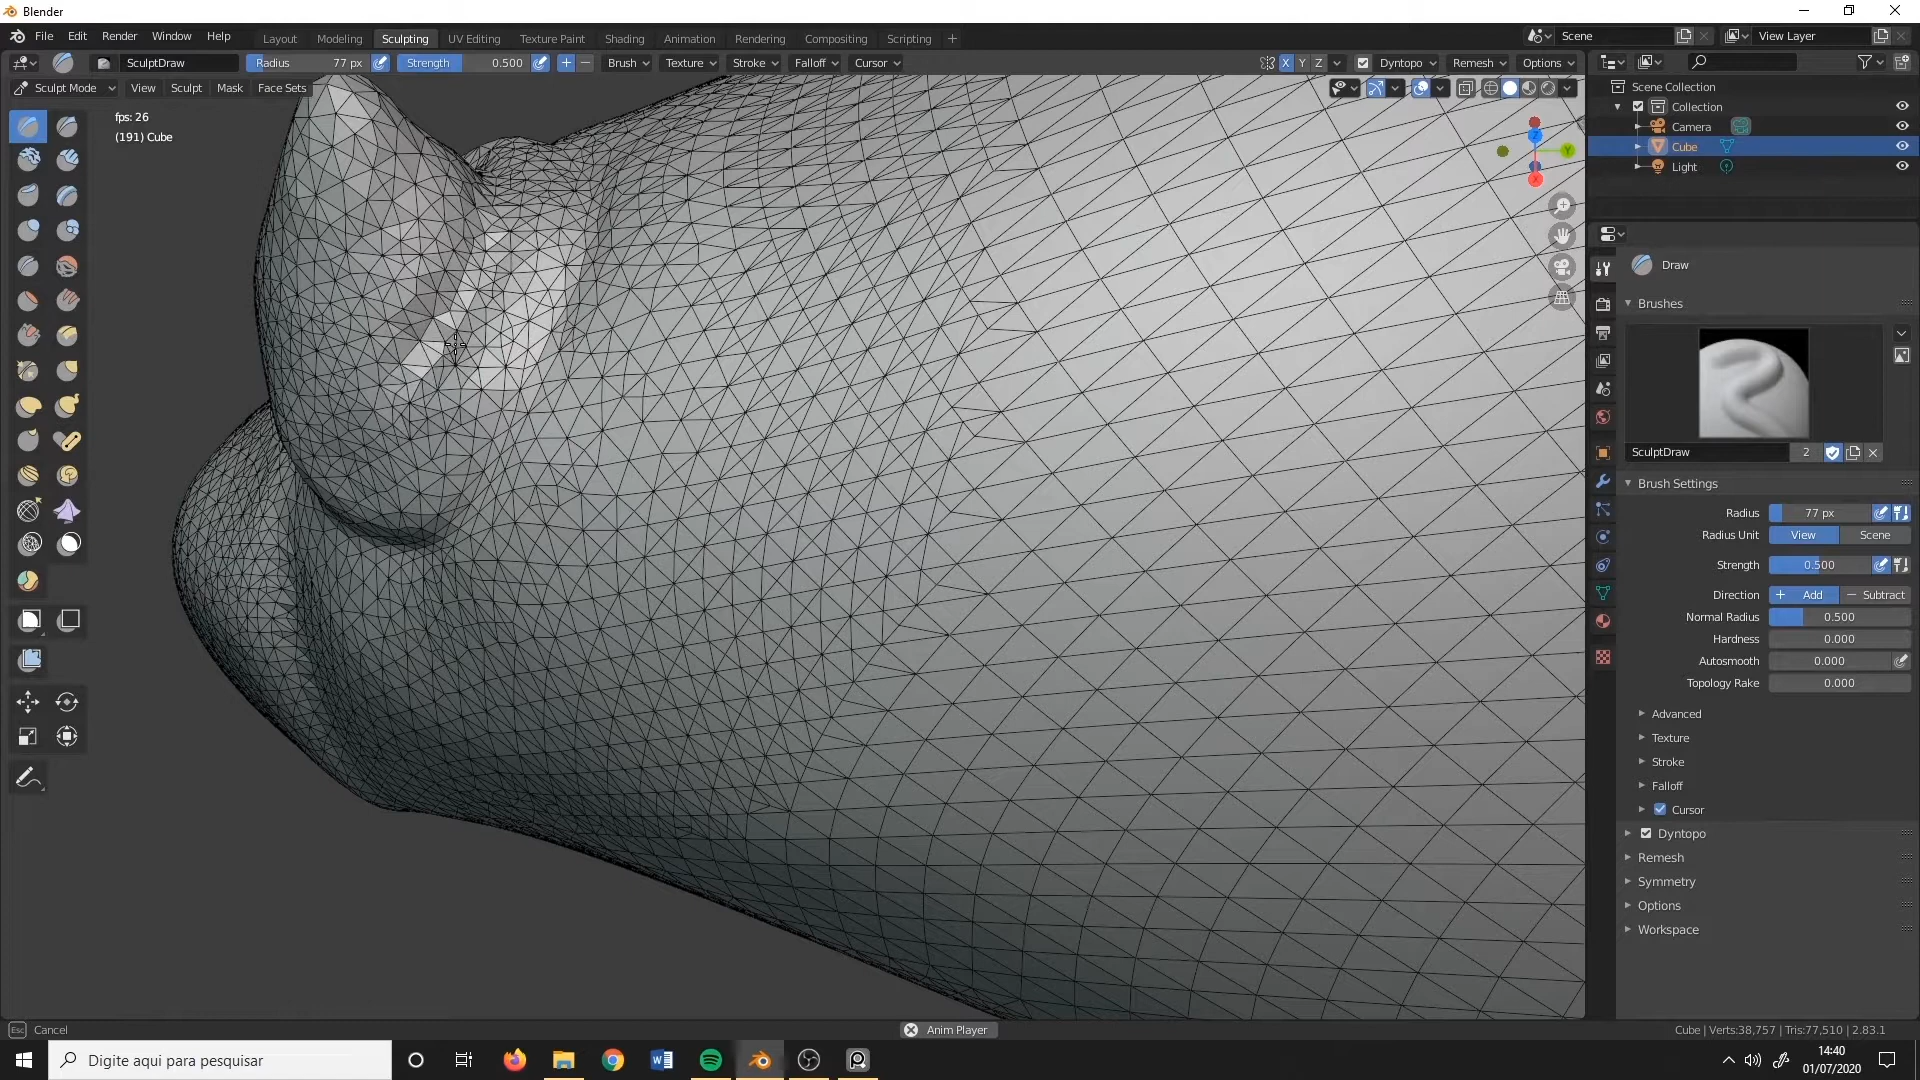 Blender
File Edit Render Window Help
Layout Modeling Sculpting UV Editing Texture Paint Shading Animation Rendering Compositing Scripting +
Scene
View Layer
SculptDraw Radius 77 px Strength 0.500 + − Brush Texture Stroke Falloff Cursor X Y Z Dyntopo Remesh Options
Sculpt Mode View Sculpt Mask Face Sets
fps: 26
(191) Cube
Z
Y
X
Scene Collection
Collection
Camera
Cube
Light
Draw
Brushes
SculptDraw 2
Brush Settings
Radius 77 px
Radius Unit View Scene
Strength 0.500
Direction + Add − Subtract
Normal Radius 0.500
Hardness 0.000
Autosmooth 0.000
Topology Rake 0.000
Advanced
Texture
Stroke
Falloff
Cursor
Dyntopo
Remesh
Symmetry
Options
Workspace
Esc Cancel
Anim Player
Cube | Verts:38,757 | Tris:77,510 | 2.83.1
Digite aqui para pesquisar
14:40
01/07/2020